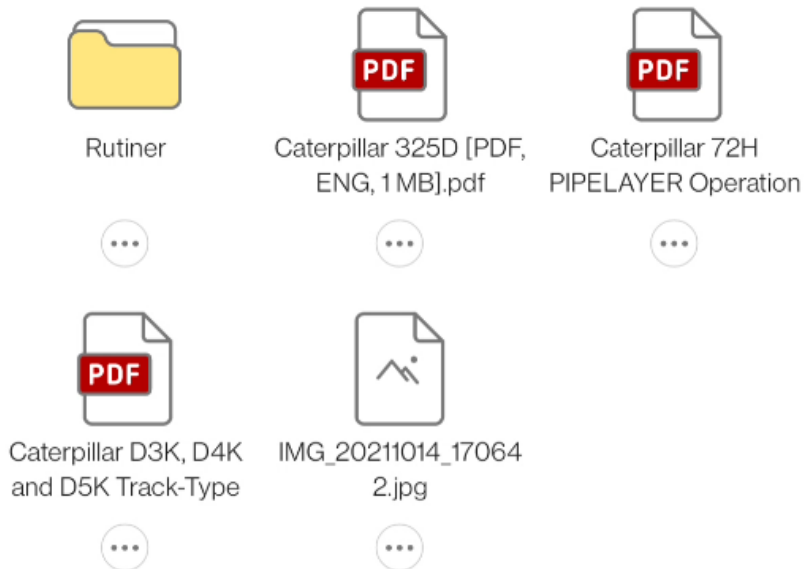 Rutiner
PDF
Caterpillar 325D [PDF,
ENG, 1 MB].pdf
PDF
Caterpillar 72H
PIPELAYER Operation
PDF
Caterpillar D3K, D4K
and D5K Track-Type
IMG_20211014_17064
2.jpg